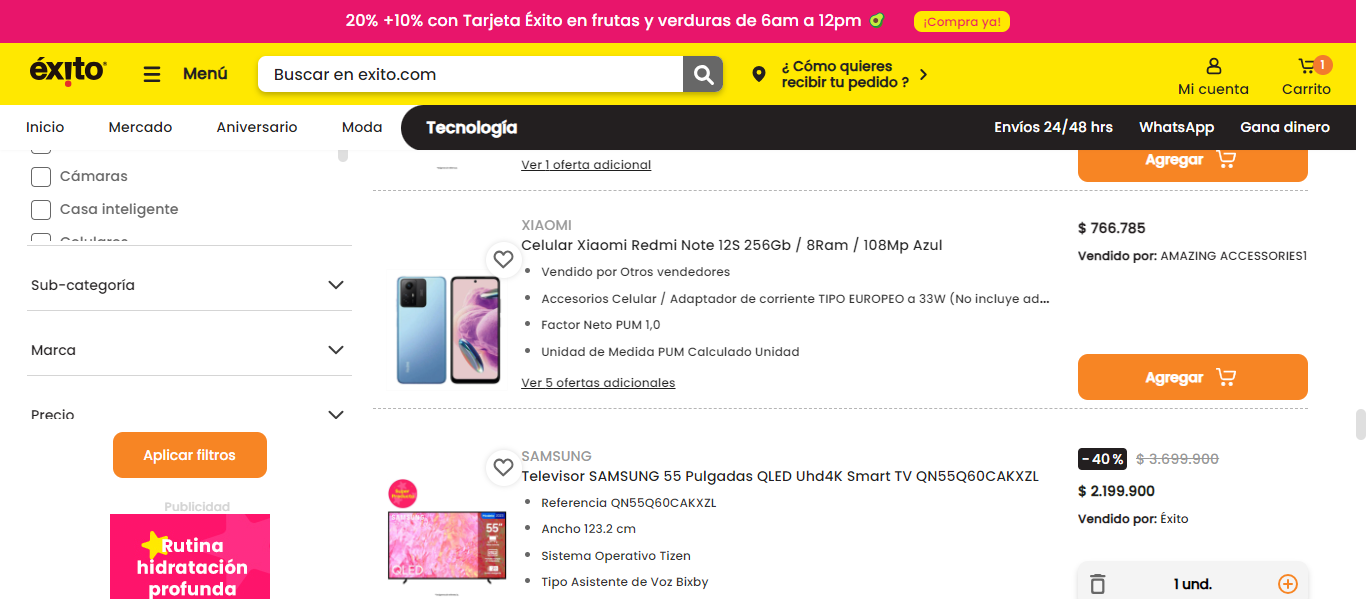 20% +10% con Tarjeta Éxito en frutas y verduras de 6am a 12pm
¡Compra ya!
éxito
Menú
Buscar en exito.com
¿ Cómo quieres
recibir tu pedido ?
Mi cuenta
1
Carrito
Inicio
Mercado
Aniversario
Moda
Tecnología
Envíos 24/48 hrs
WhatsApp
Gana dinero
Cámaras
Casa inteligente
Celulares
Sub-categoría
Marca
Precio
Aplicar filtros
Publicidad
Rutina
hidratación
profunda
Ver 1 oferta adicional
Agregar
XIAOMI
Celular Xiaomi Redmi Note 12S 256Gb / 8Ram / 108Mp Azul
Vendido por Otros vendedores
Accesorios Celular / Adaptador de corriente TIPO EUROPEO a 33W (No incluye ad...
Factor Neto PUM 1,0
Unidad de Medida PUM Calculado Unidad
Ver 5 ofertas adicionales
$ 766.785
Vendido por: AMAZING ACCESSORIES1
Agregar
SAMSUNG
Televisor SAMSUNG 55 Pulgadas QLED Uhd4K Smart TV QN55Q60CAKXZL
Referencia QN55Q60CAKXZL
Ancho 123.2 cm
Sistema Operativo Tizen
Tipo Asistente de Voz Bixby
55"
QLED
- 40 %
$ 3.699.900
$ 2.199.900
Vendido por: Éxito
1 und.